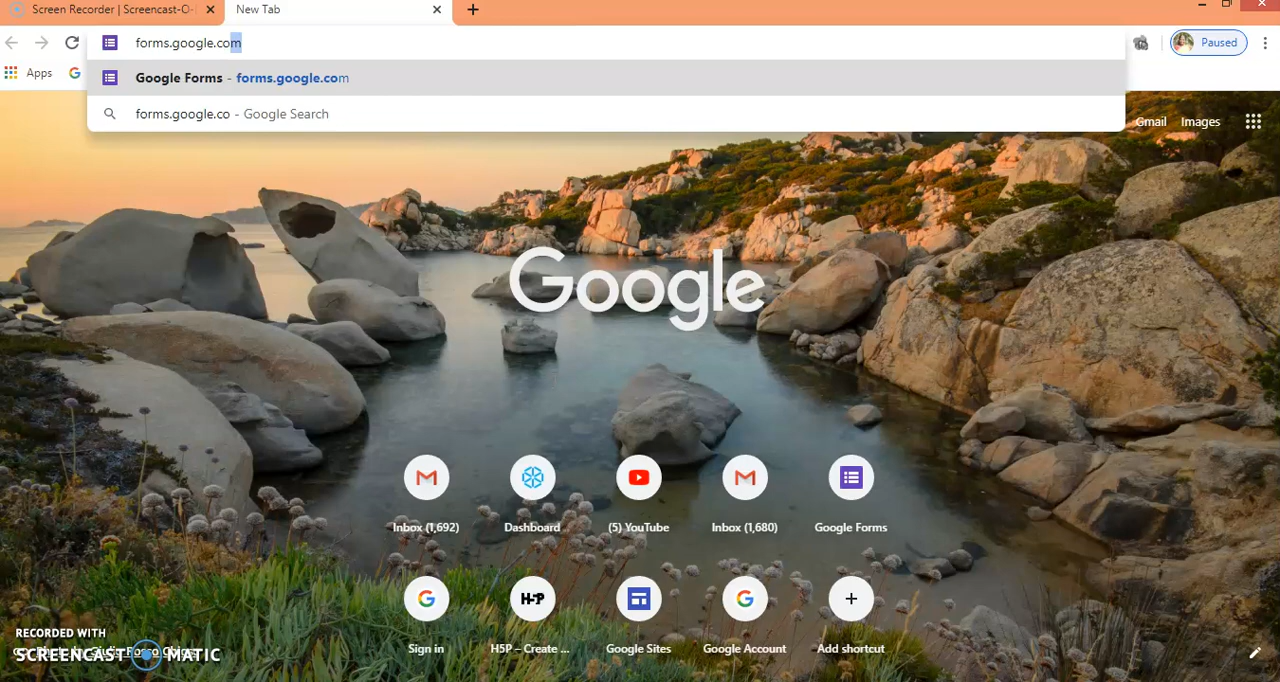 Screen Recorder | Screencast-O-
New Tab
forms.google.com
Paused
Apps
Google Forms - forms.google.com
forms.google.co - Google Search
Gmail Images
Google
Inbox (1,692)
Dashboard
(5) YouTube
Inbox (1,680)
Google Forms
Sign in
H-P
H5P – Create ...
Google Sites
Google Account
Add shortcut
RECORDED WITH
SCREENCAST MATIC